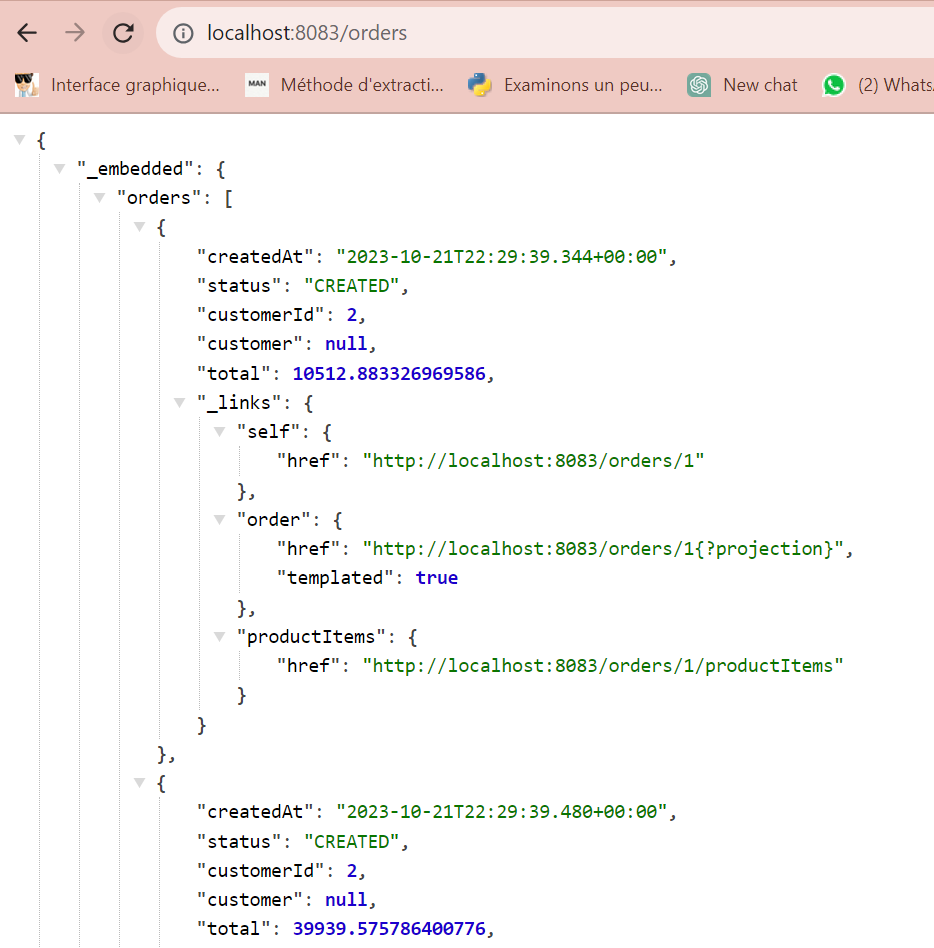 localhost:8083/orders
Interface graphique... MAN Méthode d'extracti... Examinons un peu... New chat (2) Whats
{
"_embedded": {
"orders": [
{
"createdAt": "2023-10-21T22:29:39.344+00:00",
"status": "CREATED",
"customerId": 2,
"customer": null,
"total": 10512.883326969586,
"_links": {
"self": {
"href": "http://localhost:8083/orders/1"
},
"order": {
"href": "http://localhost:8083/orders/1{?projection}",
"templated": true
},
"productItems": {
"href": "http://localhost:8083/orders/1/productItems"
}
}
},
{
"createdAt": "2023-10-21T22:29:39.480+00:00",
"status": "CREATED",
"customerId": 2,
"customer": null,
"total": 39939.575786400776,